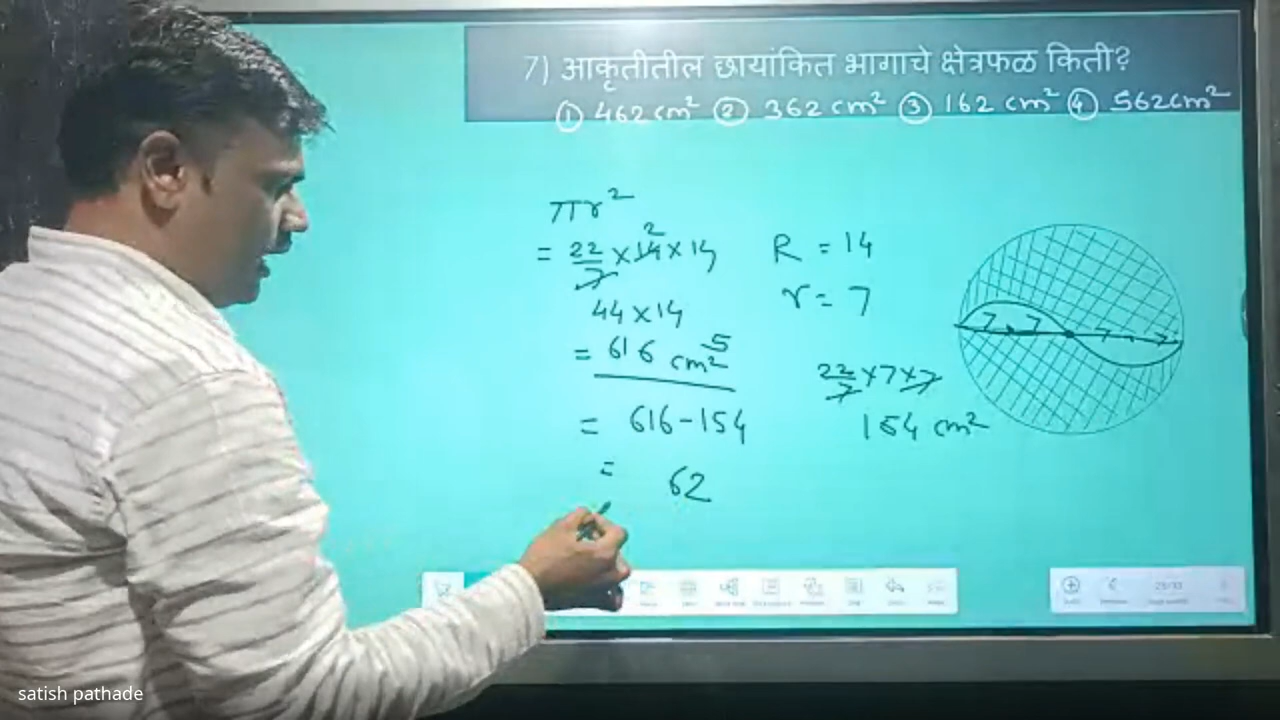 7) आकृतीतील छायांकित भागाचे क्षेत्रफळ किती?
① 462 cm² ② 362 cm² ③ 162 cm² ④ 562cm²
πr²
= 22/7 × 14 2 × 14
44 × 14
= 616 cm² 5
= 616-154
= 62
R = 14
r = 7
22/7 × 7 × 7
154 cm²
7 7 7 7
satish pathade